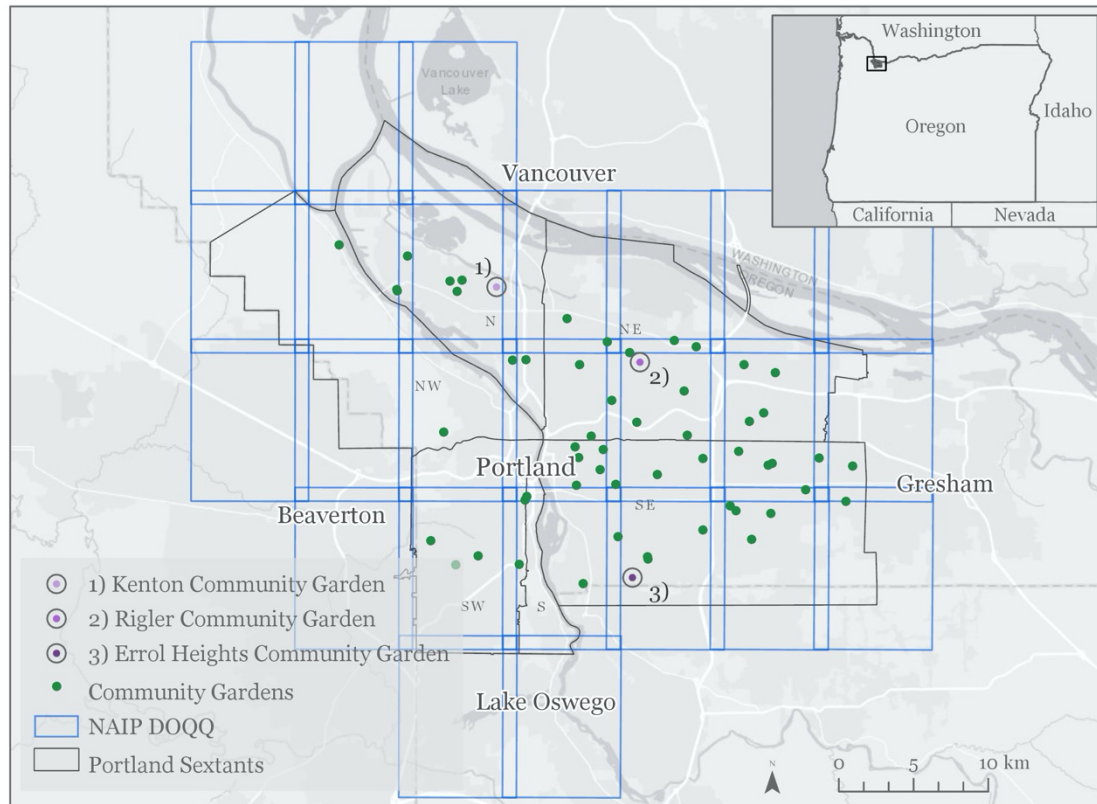 Washington
Idaho
Oregon
California
Nevada
Vancouver
Lake
Vancouver
WASHINGTON
OREGON
1)
N
NE
2)
NW
Portland
Gresham
Beaverton
SE
3)
SW
S
Lake Oswego
1) Kenton Community Garden
2) Rigler Community Garden
3) Errol Heights Community Garden
Community Gardens
NAIP DOQQ
Portland Sextants
N
0 5 10 km